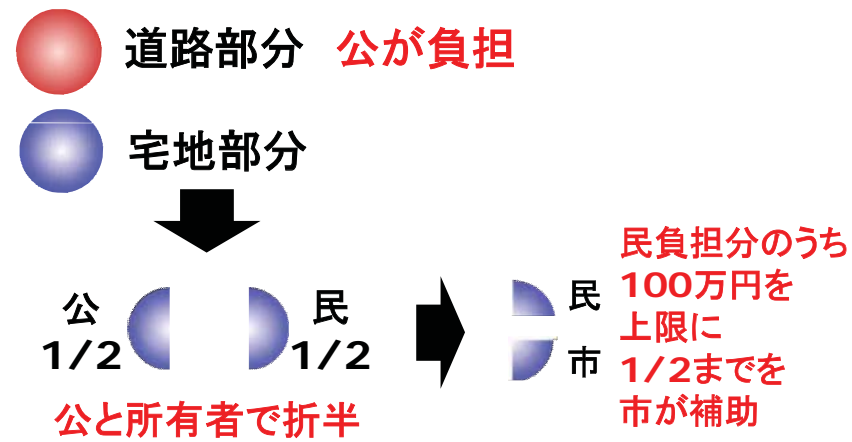 道路部分 公が負担
宅地部分
公
1/2
民
1/2
公と所有者で折半
民
市
民負担分のうち
100万円を
上限に
1/2までを
市が補助